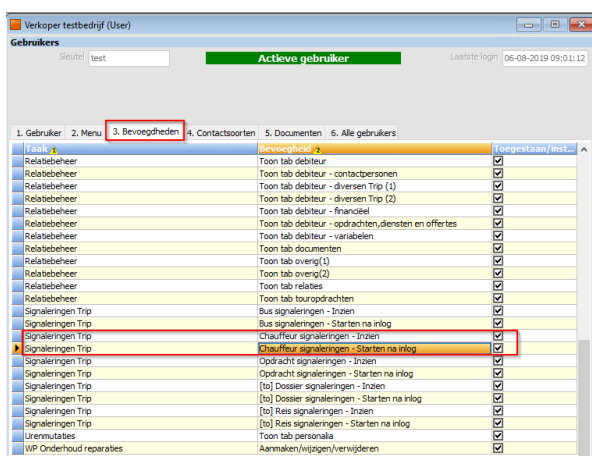 Verkoper testbedrijf (User)
Gebruikers
Sleutel test Actieve gebruiker Laatste login 06-08-2019 09:01:12
1. Gebruiker 2. Menu 3. Bevoegdheden 4. Contactsoorten 5. Documenten 6. Alle gebruikers
Taak 1 Bevoegheid 2 Toegestaan/inst...
Relatiebeheer Toon tab debiteur
Relatiebeheer Toon tab debiteur - contactpersonen
Relatiebeheer Toon tab debiteur - diversen Trip (1)
Relatiebeheer Toon tab debiteur - diversen Trip (2)
Relatiebeheer Toon tab debiteur - financiëel
Relatiebeheer Toon tab debiteur - opdrachten,diensten en offertes
Relatiebeheer Toon tab debiteur - variabelen
Relatiebeheer Toon tab documenten
Relatiebeheer Toon tab overig(1)
Relatiebeheer Toon tab overig(2)
Relatiebeheer Toon tab relaties
Relatiebeheer Toon tab touropdrachten
Signaleringen Trip Bus signaleringen - Inzien
Signaleringen Trip Bus signaleringen - Starten na inlog
Signaleringen Trip Chauffeur signaleringen - Inzien
Signaleringen Trip Chauffeur signaleringen - Starten na inlog
Signaleringen Trip Opdracht signaleringen - Inzien
Signaleringen Trip Opdracht signaleringen - Starten na inlog
Signaleringen Trip [to] Dossier signaleringen - Inzien
Signaleringen Trip [to] Dossier signaleringen - Starten na inlog
Signaleringen Trip [to] Reis signaleringen - Inzien
Signaleringen Trip [to] Reis signaleringen - Starten na inlog
Urenmutaties Toon tab personalia
WP Onderhoud reparaties Aanmaken/wijzigen/verwijderen